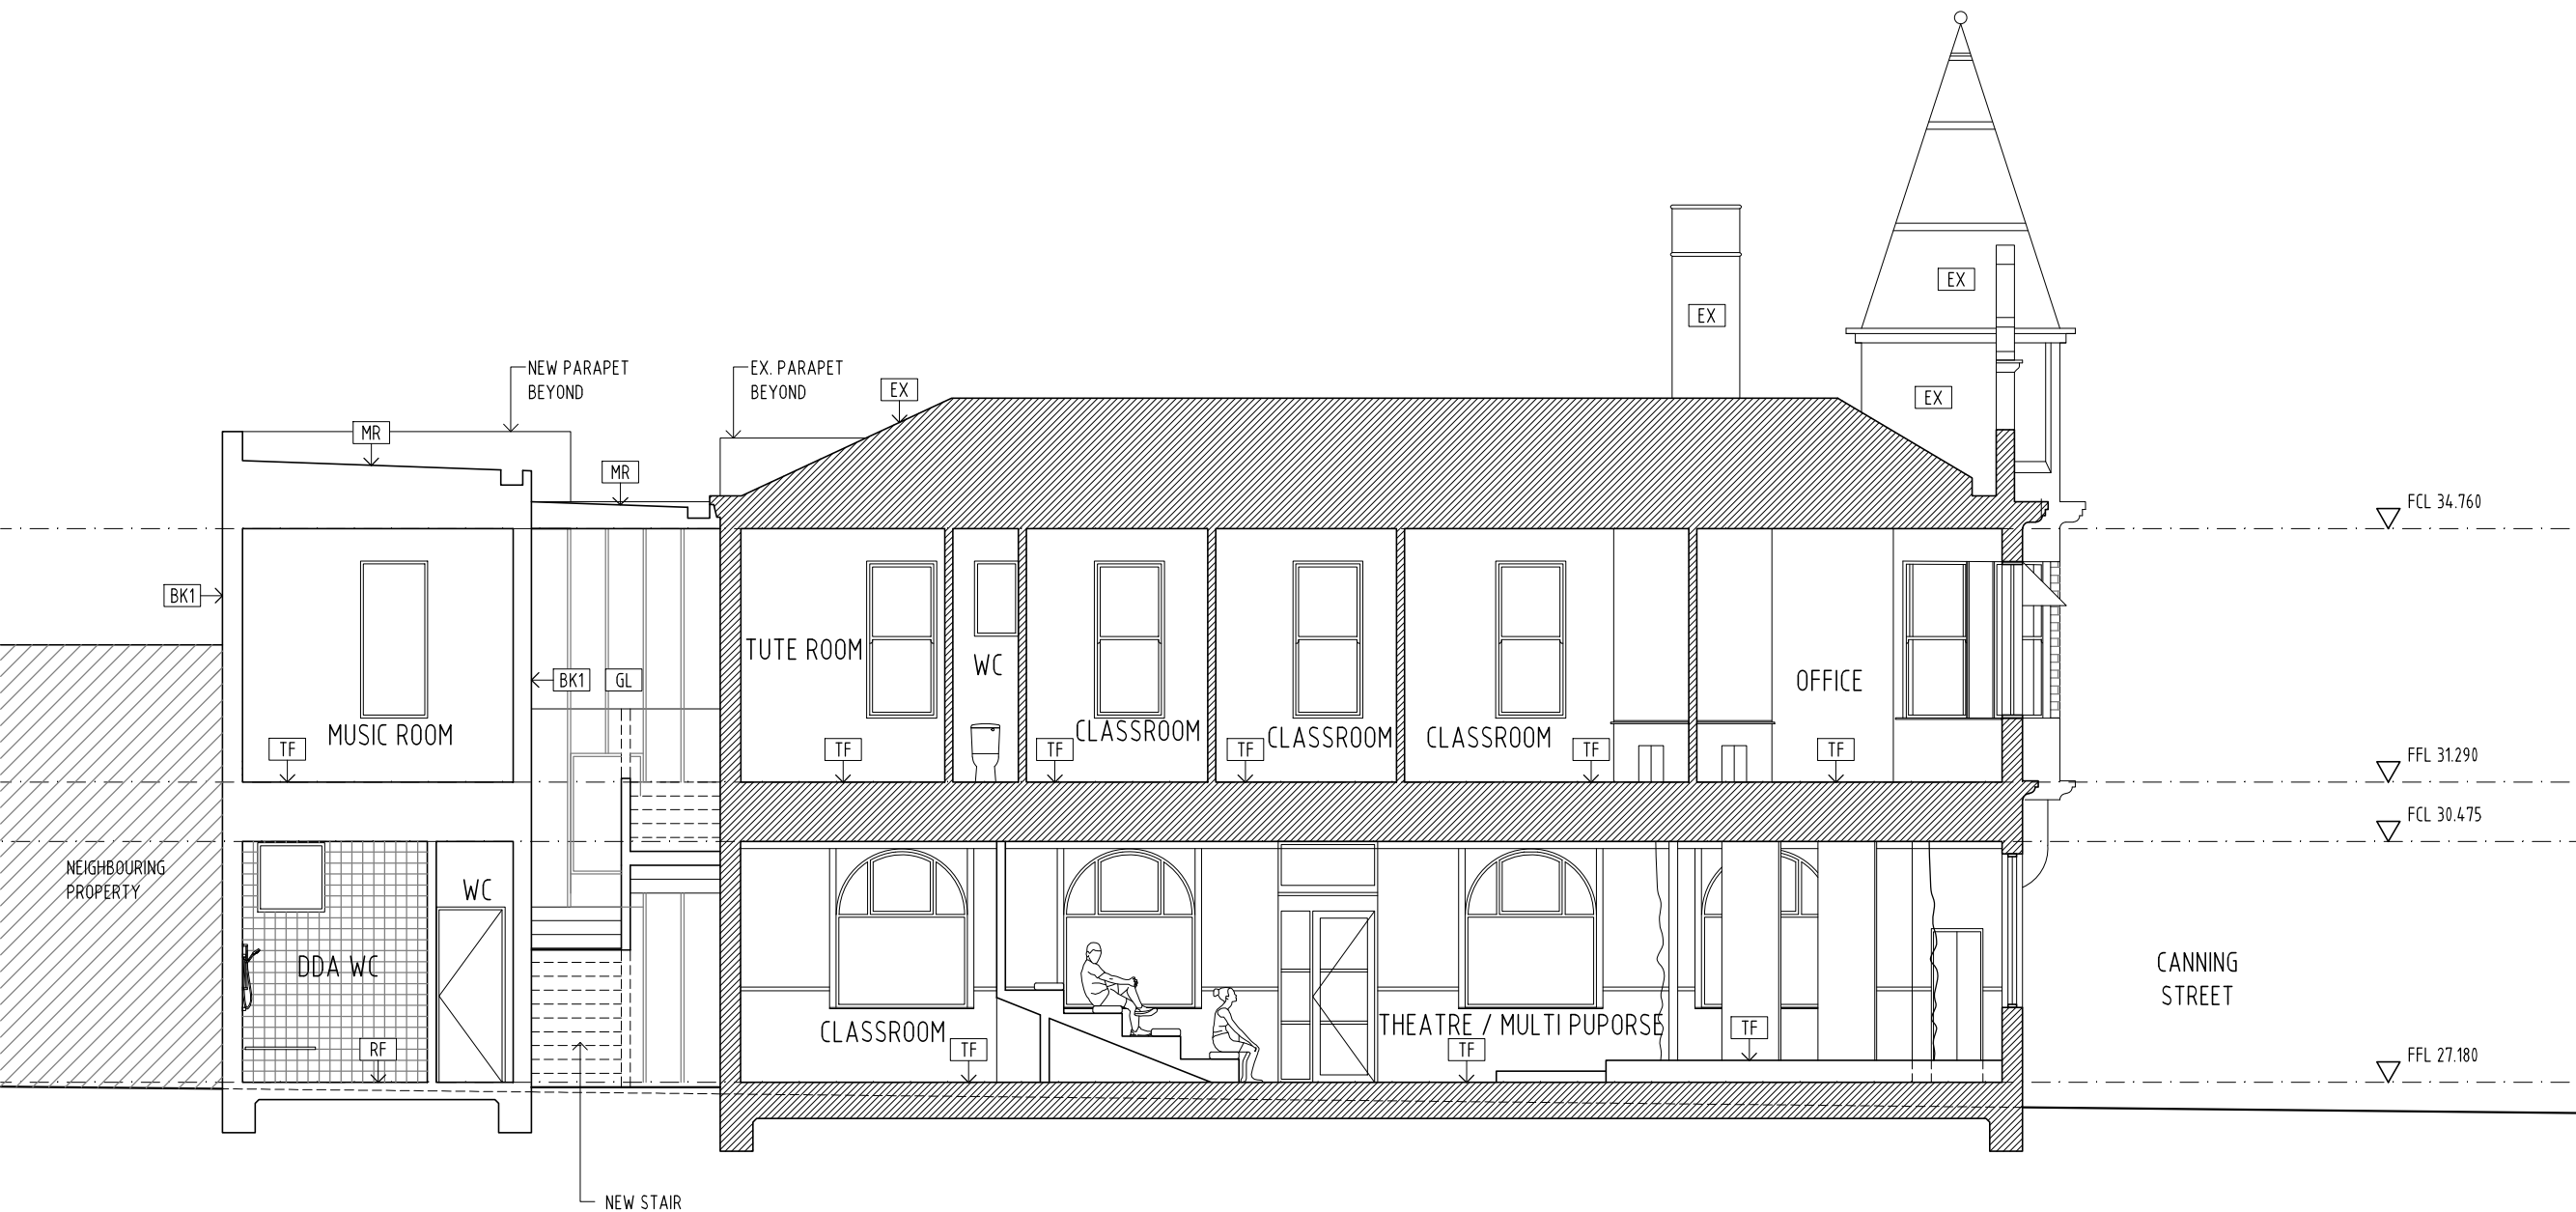 EX
EX
NEW PARAPET
BEYOND
EX. PARAPET
BEYOND
EX
EX
MR
MR
FCL 34.760
BK1
TUTE ROOM
WC
BK1
GL
OFFICE
MUSIC ROOM
CLASSROOM
CLASSROOM
CLASSROOM
TF
TF
TF
TF
TF
TF
FFL 31.290
FCL 30.475
NEIGHBOURING
PROPERTY
WC
DDA WC
CANNING
STREET
CLASSROOM
THEATRE / MULTI PUPORSE
RF
TF
TF
TF
FFL 27.180
NEW STAIR